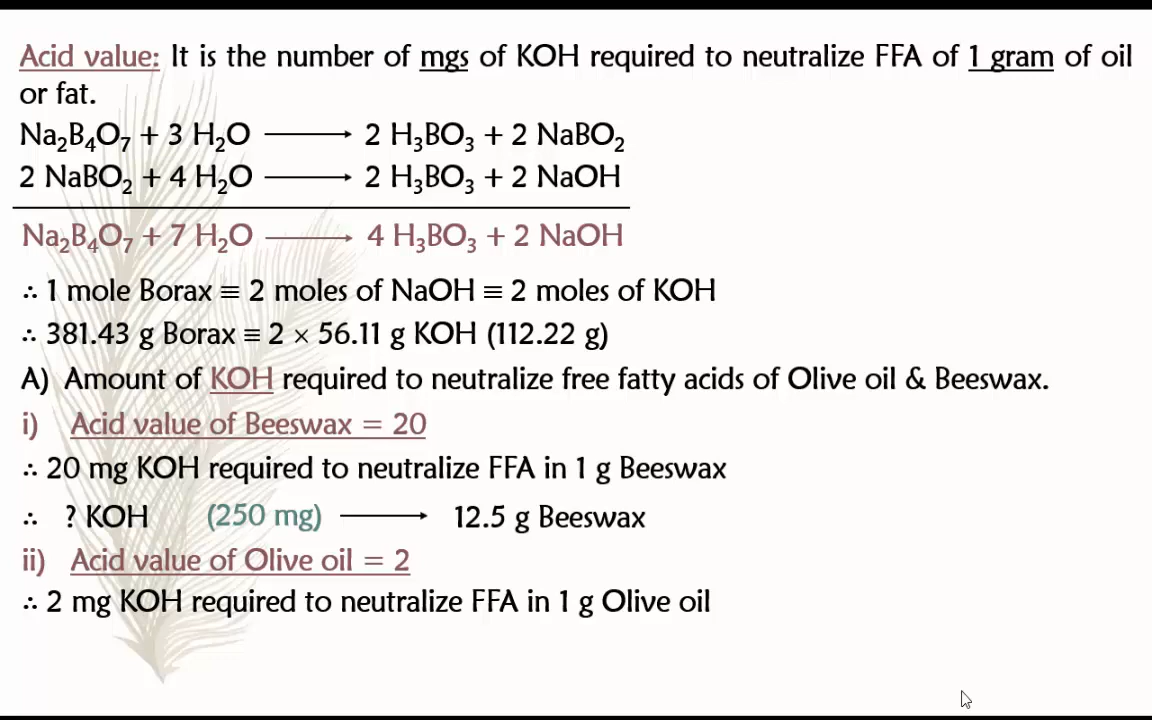 Acid value: It is the number of mgs of KOH required to neutralize FFA of 1 gram of oil
or fat.
Na₂B₄O₇ + 3 H₂O ⟶ 2 H₃BO₃ + 2 NaBO₂
2 NaBO₂ + 4 H₂O ⟶ 2 H₃BO₃ + 2 NaOH
Na₂B₄O₇ + 7 H₂O ⟶ 4 H₃BO₃ + 2 NaOH
∴ 1 mole Borax ≡ 2 moles of NaOH ≡ 2 moles of KOH
∴ 381.43 g Borax ≡ 2 × 56.11 g KOH (112.22 g)
A) Amount of KOH required to neutralize free fatty acids of Olive oil & Beeswax.
i) Acid value of Beeswax = 20
∴ 20 mg KOH required to neutralize FFA in 1 g Beeswax
∴ ? KOH (250 mg) ⟶ 12.5 g Beeswax
ii) Acid value of Olive oil = 2
∴ 2 mg KOH required to neutralize FFA in 1 g Olive oil